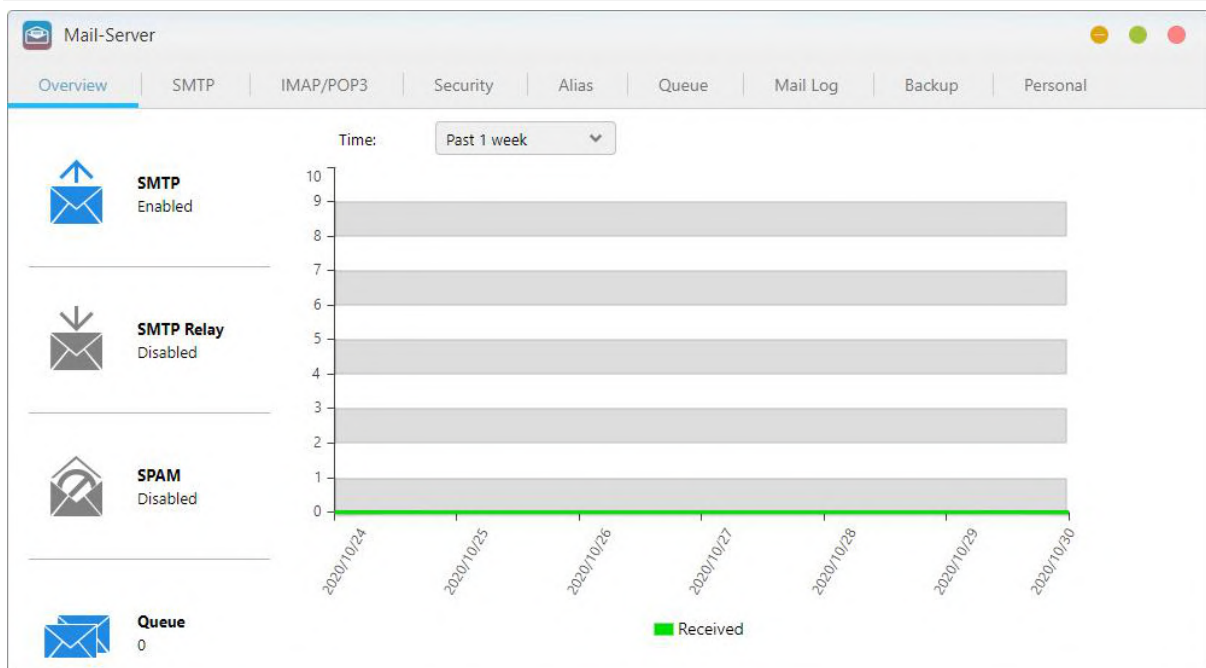 Mail-Server
Overview SMTP IMAP/POP3 Security Alias Queue Mail Log Backup Personal
Time: Past 1 week
SMTP
Enabled
SMTP Relay
Disabled
SPAM
Disabled
Queue
0
10
9
8
7
6
5
4
3
2
1
0
2020/10/24 2020/10/25 2020/10/26 2020/10/27 2020/10/28 2020/10/29 2020/10/30
Received